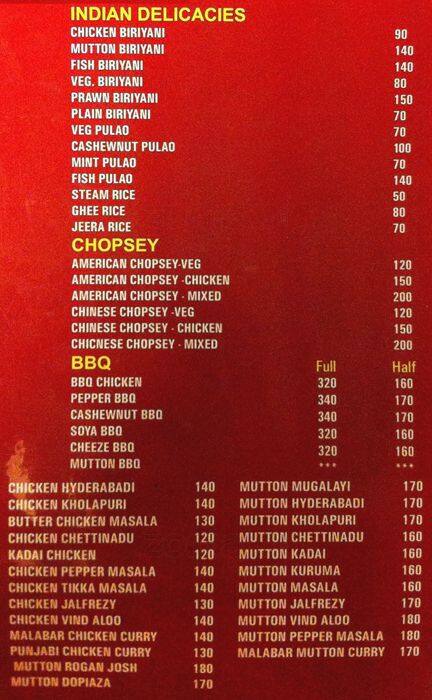 INDIAN DELICACIES
CHICKEN BIRIYANI 90
MUTTON BIRIYANI 140
FISH BIRIYANI 140
VEG. BIRIYANI 80
PRAWN BIRIYANI 150
PLAIN BIRIYANI 70
VEG PULAO 70
CASHEWNUT PULAO 100
MINT PULAO 70
FISH PULAO 140
STEAM RICE 50
GHEE RICE 80
JEERA RICE 70
CHOPSEY
AMERICAN CHOPSEY-VEG 120
AMERICAN CHOPSEY -CHICKEN 150
AMERICAN CHOPSEY - MIXED 200
CHINESE CHOPSEY -VEG 120
CHINESE CHOPSEY - CHICKEN 150
CHICNESE CHOPSEY - MIXED 200
BBQ Full Half
BBQ CHICKEN 320 160
PEPPER BBQ 340 170
CASHEWNUT BBQ 340 170
SOYA BBQ 320 160
CHEEZE BBQ 320 160
MUTTON BBQ *** ***
CHICKEN HYDERABADI 140 MUTTON MUGALAYI 170
CHICKEN KHOLAPURI 140 MUTTON HYDERABADI 170
BUTTER CHICKEN MASALA 130 MUTTON KHOLAPURI 170
CHICKEN CHETTINADU 120 MUTTON CHETTINADU 160
KADAI CHICKEN 120 MUTTON KADAI 160
CHICKEN PEPPER MASALA 140 MUTTON KURUMA 160
CHICKEN TIKKA MASALA 140 MUTTON MASALA 160
CHICKEN JALFREZY 130 MUTTON JALFREZY 170
CHICKEN VIND ALOO 140 MUTTON VIND ALOO 180
MALABAR CHICKEN CURRY 140 MUTTON PEPPER MASALA 180
PUNJABI CHICKEN CURRY 130 MALABAR MUTTON CURRY 170
MUTTON ROGAN JOSH 180
MUTTON DOPIAZA 170